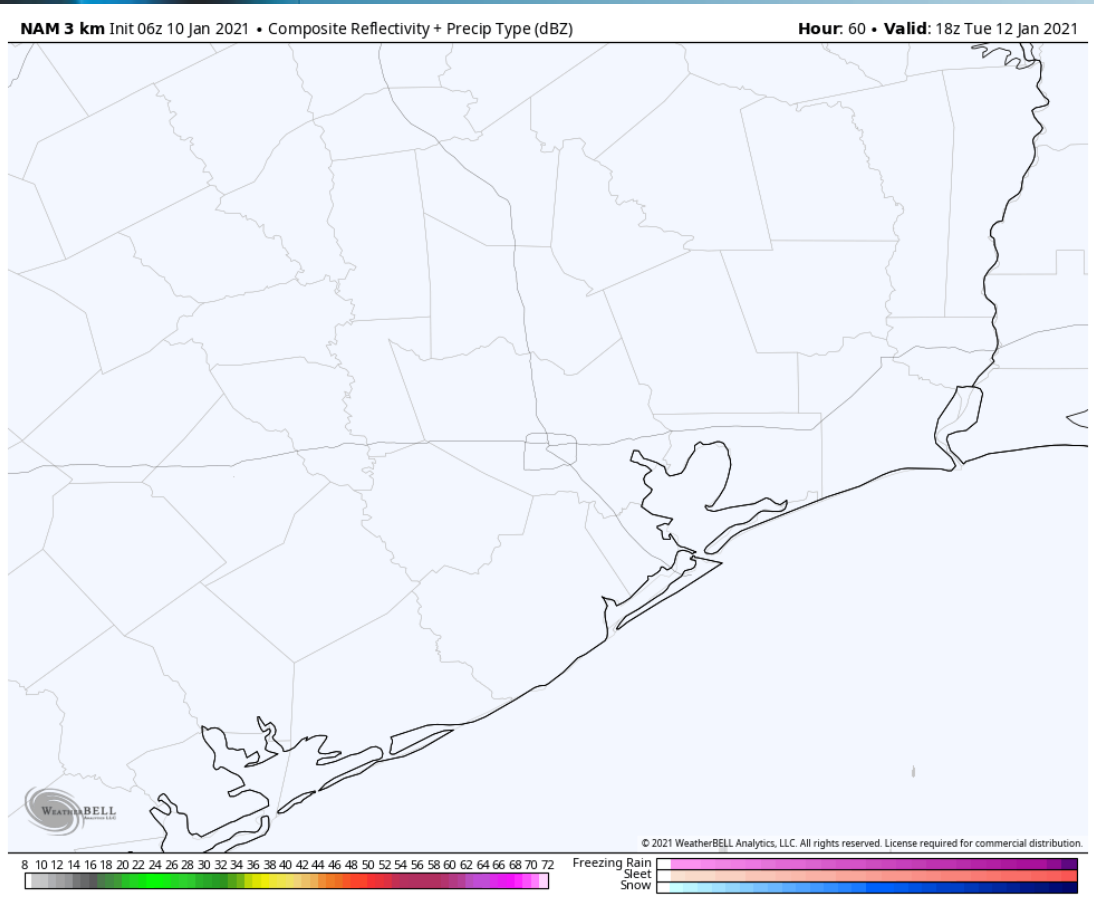 NAM 3 km Init 06z 10 Jan 2021 • Composite Reflectivity + Precip Type (dBZ) Hour: 60 • Valid: 18z Tue 12 Jan 2021
WEATHERBELL
ANALYTICS LLC
© 2021 WeatherBELL Analytics, LLC. All rights reserved. License required for commercial distribution.
8 10 12 14 16 18 20 22 24 26 28 30 32 34 36 38 40 42 44 46 48 50 52 54 56 58 60 62 64 66 68 70 72
Freezing Rain
Sleet
Snow